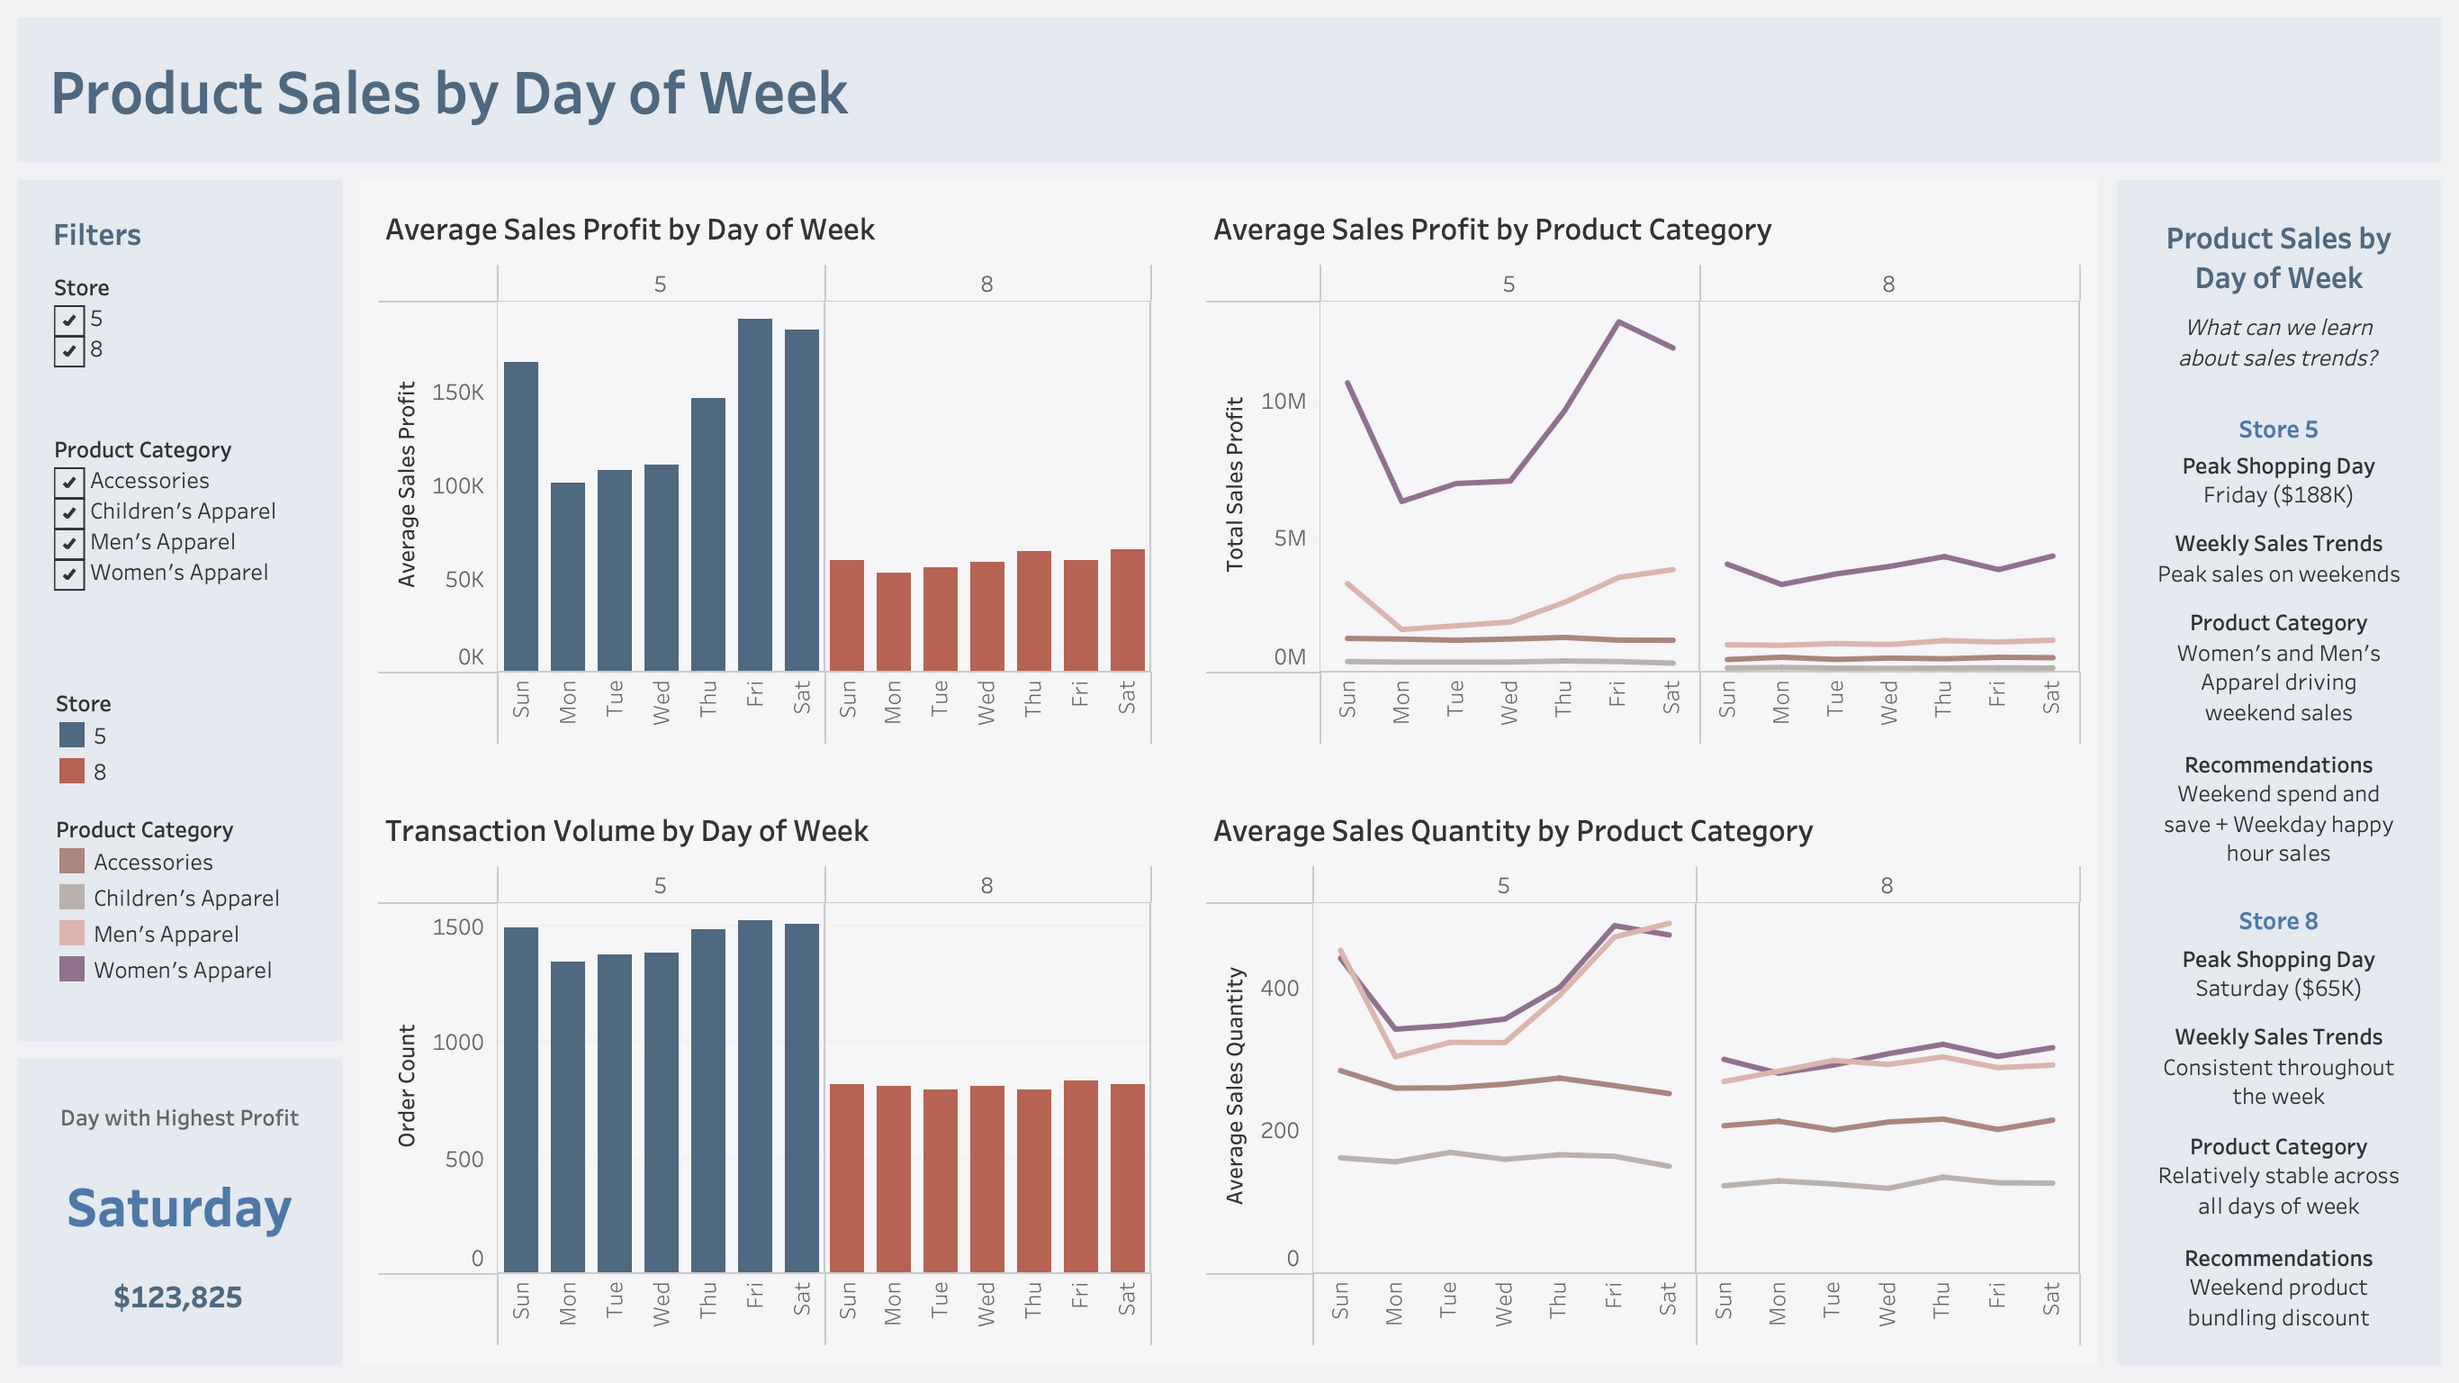 Product Sales by Day of Week
Filters
Store
5
8
Product Category
Accessories
Children's Apparel
Men's Apparel
Women's Apparel
Store
5
8
Product Category
Accessories
Children's Apparel
Men's Apparel
Women's Apparel
Day with Highest Profit
Saturday
$123,825
Average Sales Profit by Day of Week
5 8
Average Sales Profit
150K
100K
50K
0K
Sun Mon Tue Wed Thu Fri Sat Sun Mon Tue Wed Thu Fri Sat
Average Sales Profit by Product Category
5 8
Total Sales Profit
10M
5M
0M
Sun Mon Tue Wed Thu Fri Sat Sun Mon Tue Wed Thu Fri Sat
Transaction Volume by Day of Week
5 8
Order Count
1500
1000
500
0
Sun Mon Tue Wed Thu Fri Sat Sun Mon Tue Wed Thu Fri Sat
Average Sales Quantity by Product Category
5 8
Average Sales Quantity
400
200
0
Sun Mon Tue Wed Thu Fri Sat Sun Mon Tue Wed Thu Fri Sat
Product Sales by
Day of Week
What can we learn
about sales trends?
Store 5
Peak Shopping Day
Friday ($188K)
Weekly Sales Trends
Peak sales on weekends
Product Category
Women's and Men's
Apparel driving
weekend sales
Recommendations
Weekend spend and
save + Weekday happy
hour sales
Store 8
Peak Shopping Day
Saturday ($65K)
Weekly Sales Trends
Consistent throughout
the week
Product Category
Relatively stable across
all days of week
Recommendations
Weekend product
bundling discount